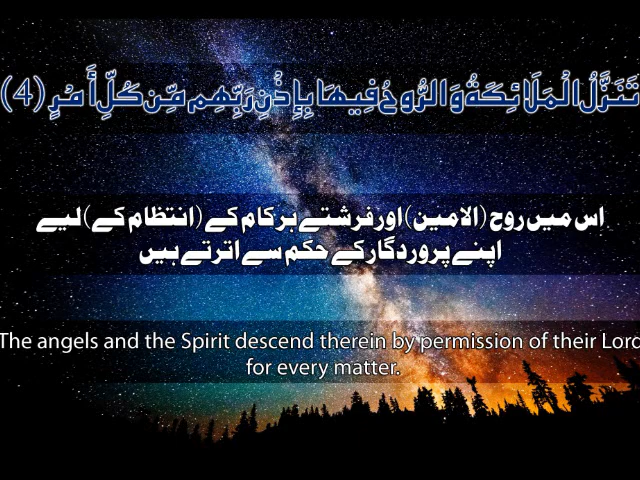 تَنَزَّلُ الْمَلَائِكَةُ وَالرُّوحُ فِيهَا بِإِذْنِ رَبِّهِم مِّن كُلِّ أَمْرٍ (4)
اس میں روح (الامین) اور فرشتے ہر کام کے (انتظام کے) لیے
اپنے پروردگار کے حکم سے اترتے ہیں
The angels and the Spirit descend therein by permission of their Lord
for every matter.